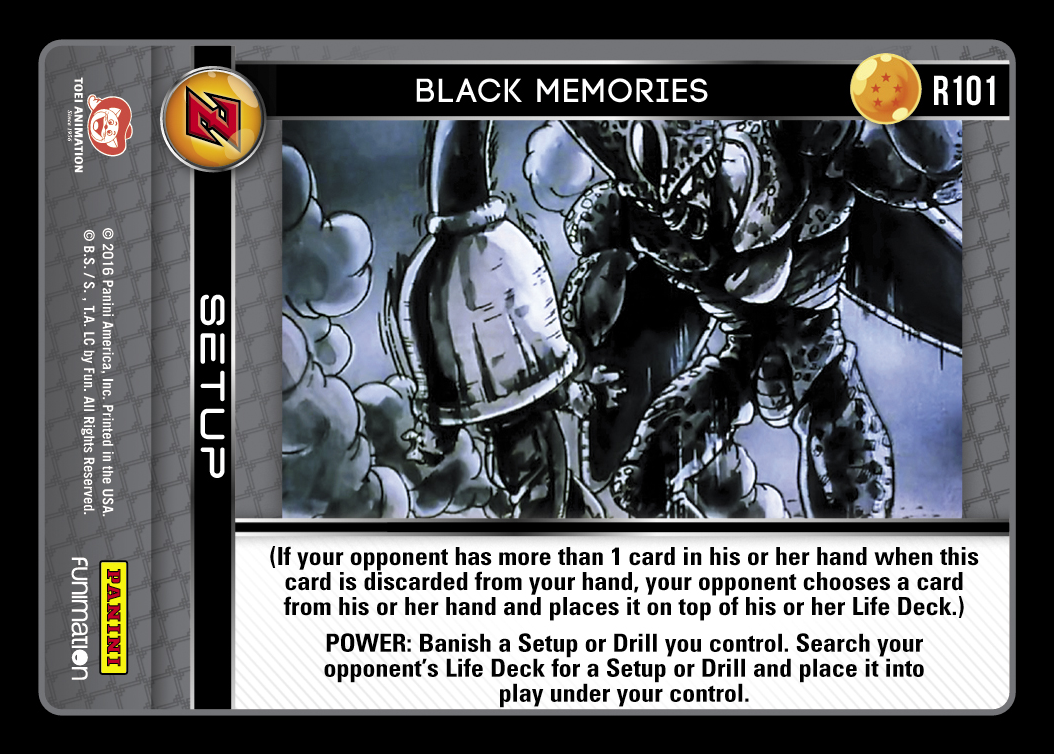 BLACK MEMORIES
R101
SETUP
(If your opponent has more than 1 card in his or her hand when this
card is discarded from your hand, your opponent chooses a card
from his or her hand and places it on top of his or her Life Deck.)
POWER: Banish a Setup or Drill you control. Search your
opponent's Life Deck for a Setup or Drill and place it into
play under your control.
TOEI ANIMATION
Since 1956
© 2016 Panini America, Inc. Printed in the USA.
© B.S. / S. , T.A. LC by Fun. All Rights Reserved.
PANINI
FUNIMATION